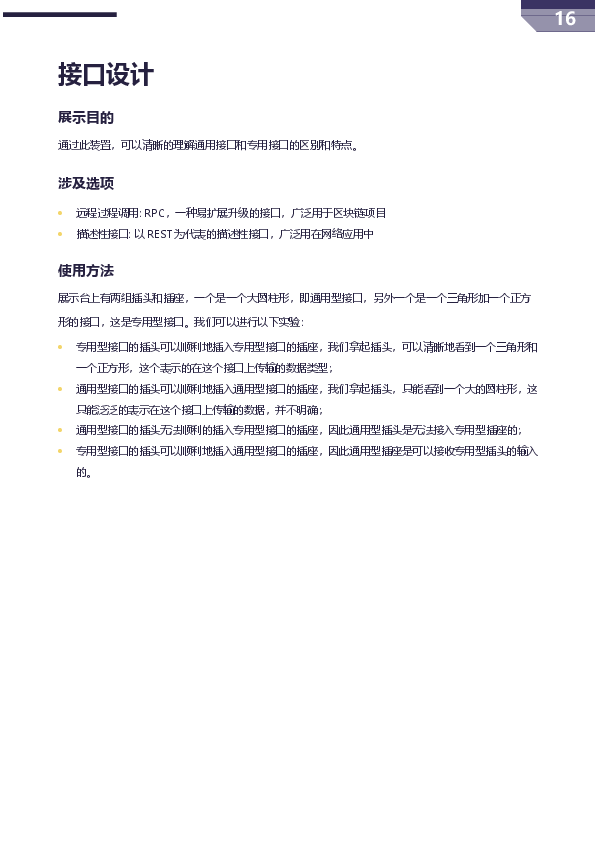 16
接口设计
展示目的
通过此装置，可以清晰的理解通用接口和专用接口的区别和特点。
涉及选项
远程过程调用: RPC，一种易扩展升级的接口，广泛用于区块链项目
描述性接口: 以 REST 为代表的描述性接口，广泛用在网络应用中
使用方法
展示台上有两组插头和插座，一个是一个大圆柱形，即通用型接口，另外一个是一个三角形加一个正方
形的接口，这是专用型接口。我们可以进行以下实验：
专用型接口的插头可以顺利地插入专用型接口的插座，我们拿起插头，可以清晰地看到一个三角形和
一个正方形，这个表示的在这个接口上传输的数据类型；
通用型接口的插头可以顺利地插入通用型接口的插座，我们拿起插头，只能看到一个大的圆柱形，这
只能泛泛的表示在这个接口上传输的数据，并不明确；
通用型接口的插头无法顺利的插入专用型接口的插座，因此通用型插头是无法接入专用型插座的；
专用型接口的插头可以顺利地插入通用型接口的插座，因此通用型插座是可以接收专用型插头的输入
的。